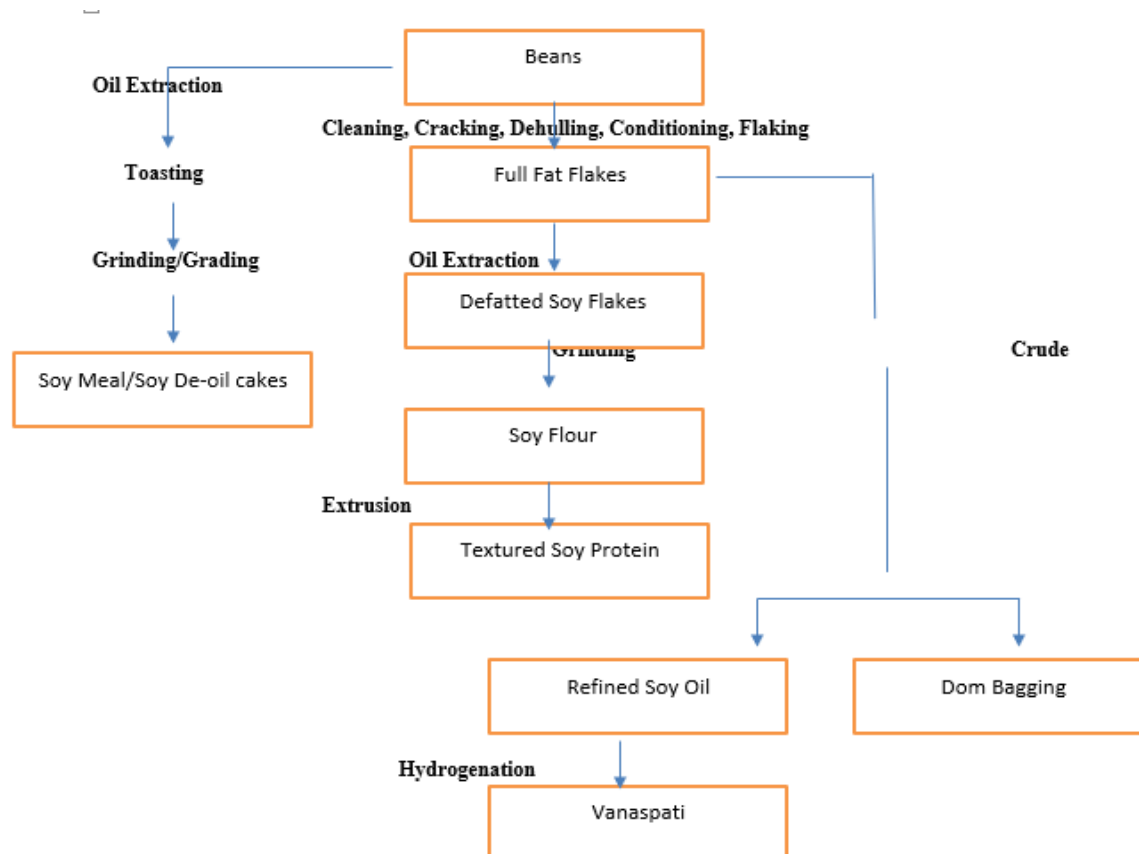 Beans
Oil Extraction
Cleaning, Cracking, Dehulling, Conditioning, Flaking
Toasting
Full Fat Flakes
Grinding/Grading
Oil Extraction
Defatted Soy Flakes
Grinding
Crude
Soy Meal/Soy De-oil cakes
Soy Flour
Extrusion
Textured Soy Protein
Refined Soy Oil
Dom Bagging
Hydrogenation
Vanaspati